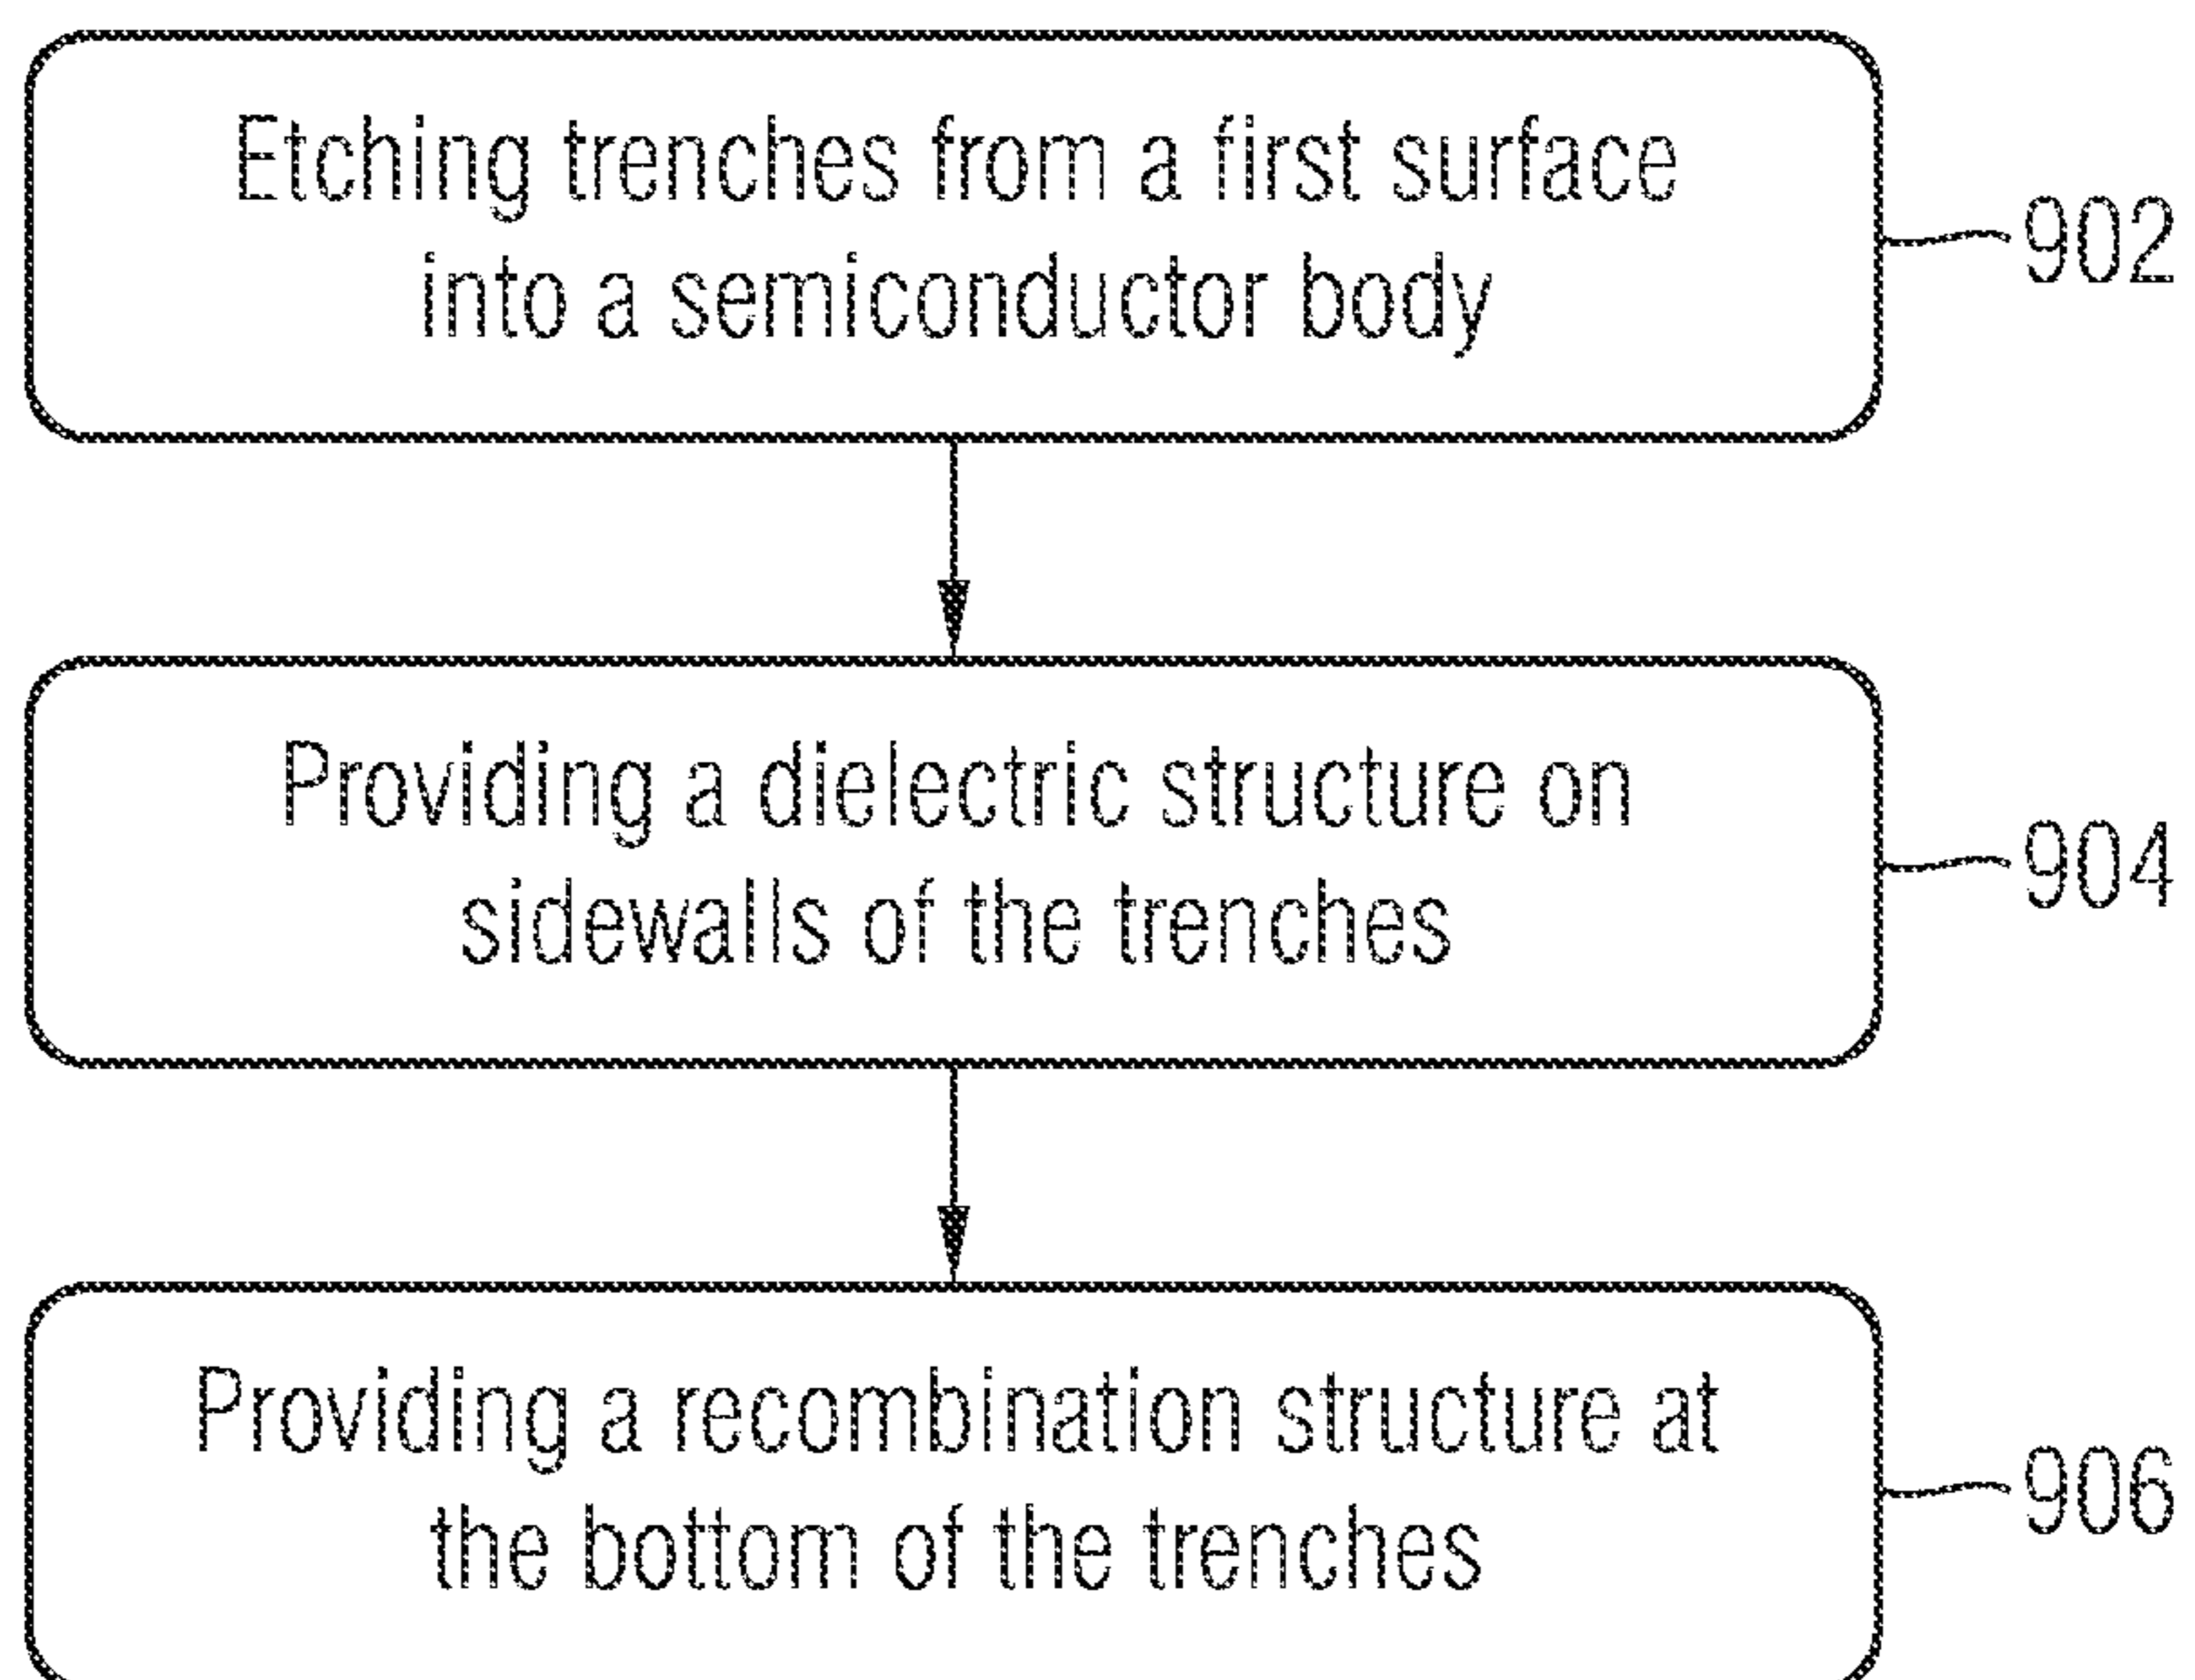 Etching trenches from a first surface
into a semiconductor body
902
Providing a dielectric structure on
sidewalls of the trenches
904
Providing a recombination structure at
the bottom of the trenches
906